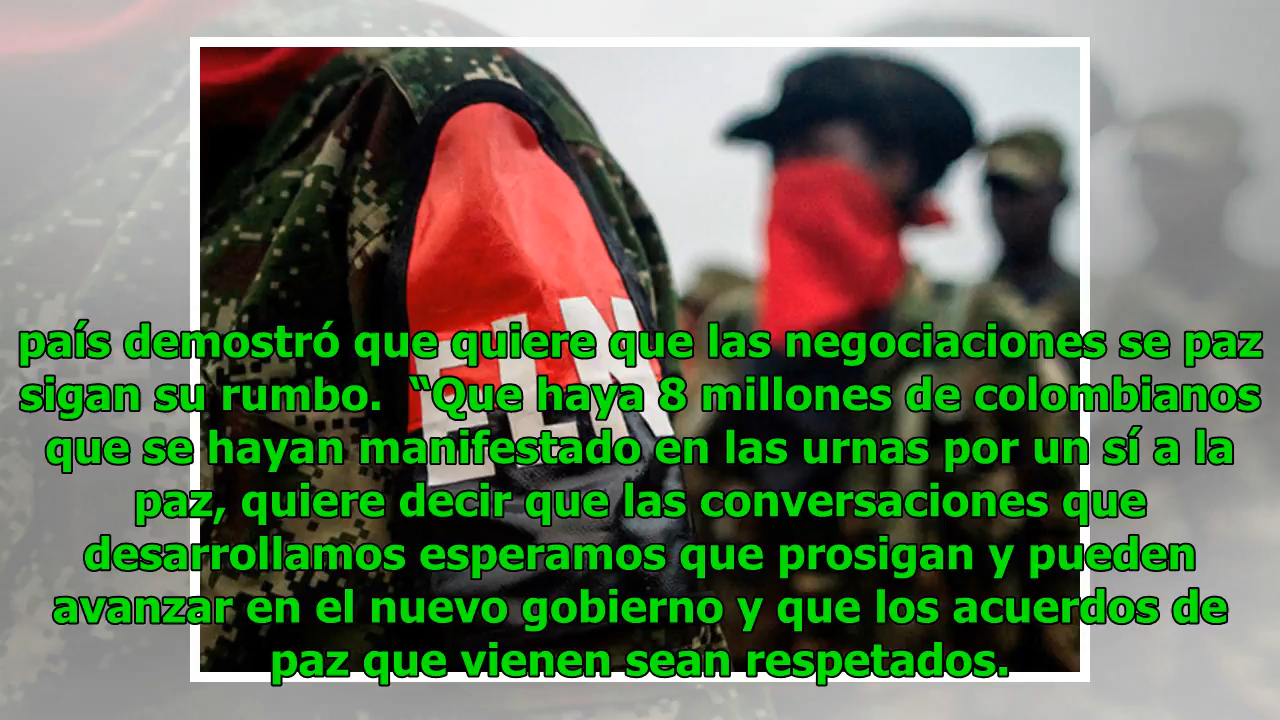 país demostró que quiere que las negociaciones se paz
sigan su rumbo.  “Que haya 8 millones de colombianos
que se hayan manifestado en las urnas por un sí a la
paz, quiere decir que las conversaciones que
desarrollamos esperamos que prosigan y pueden
avanzar en el nuevo gobierno y que los acuerdos de
paz que vienen sean respetados.
ELN